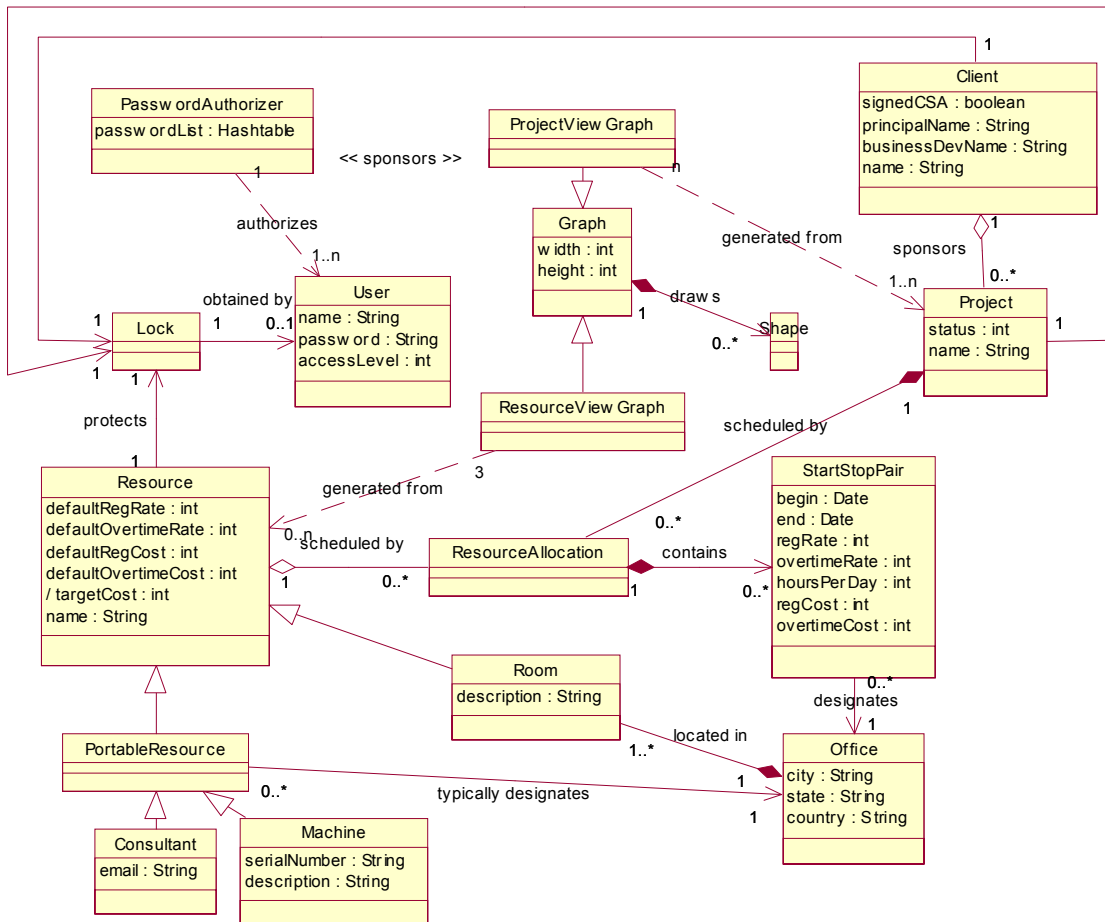 1
Client
signedCSA : boolean
principalName : String
businessDevName : String
name : String
1
sponsors
0..*
PasswordAuthorizer
passwordList : Hashtable
1
authorizes
1..n
<< sponsors >>
ProjectView Graph
n
generated from
1..n
Graph
width : int
height : int
1
draws
0..*
Shape
Project
status : int
name : String
1
1
User
name : String
password : String
accessLevel : int
obtained by
1
0..1
Lock
1
1
1
protects
1
ResourceView Graph
3
generated from
0..n
scheduled by
0..*
Resource
defaultRegRate : int
defaultOvertimeRate : int
defaultRegCost : int
defaultOvertimeCost : int
/ targetCost : int
name : String
scheduled by
1
0..*
ResourceAllocation
contains
1
0..*
StartStopPair
begin : Date
end : Date
regRate : int
overtimeRate : int
hoursPerDay : int
regCost : int
overtimeCost : int
0..*
designates
1
Room
description : String
1..*
located in
1
Office
city : String
state : String
country : String
PortableResource
0..*
typically designates
1
Consultant
email : String
Machine
serialNumber : String
description : String